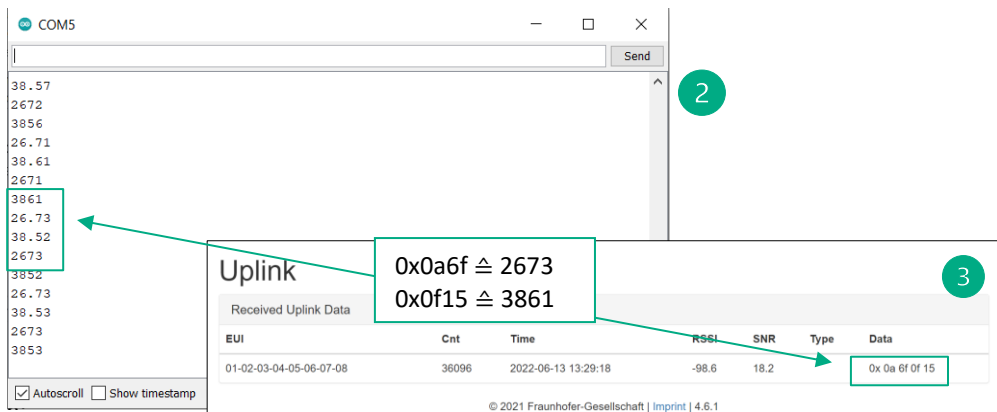 COM5
Send
38.57
2672
3856
26.71
38.61
2671
3861
26.73
38.52
2673
3852
26.73
38.53
2673
3853
Autoscroll Show timestamp
2
0x0a6f ≙ 2673
0x0f15 ≙ 3861
3
Uplink
Received Uplink Data
EUI Cnt Time RSSI SNR Type Data
01-02-03-04-05-06-07-08 36096 2022-06-13 13:29:18 -98.6 18.2 0x 0a 6f 0f 15
© 2021 Fraunhofer-Gesellschaft | Imprint | 4.6.1